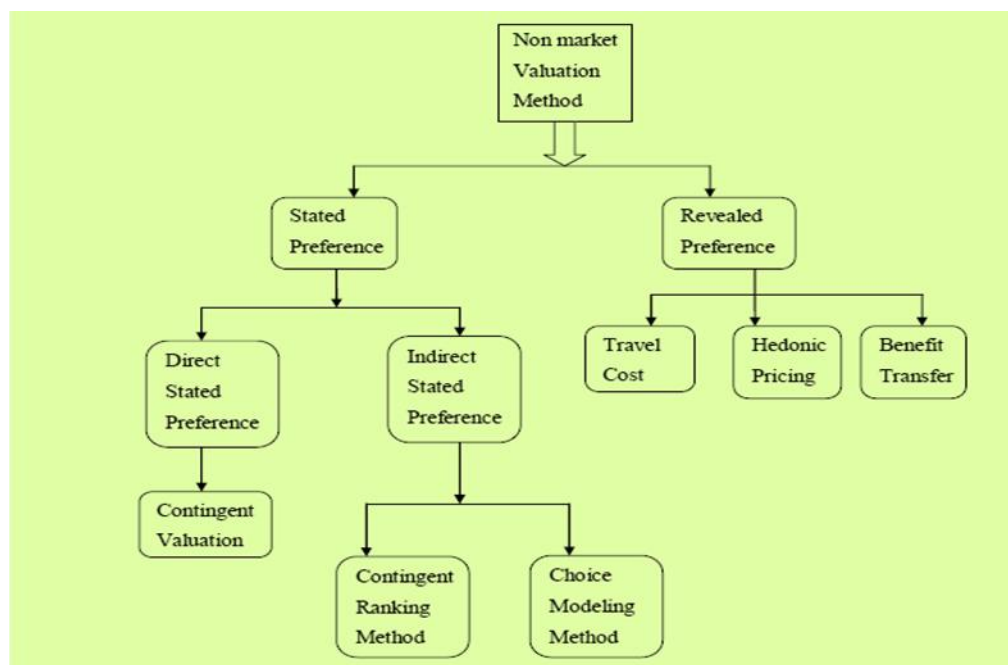 Non market
Valuation
Method
Stated
Preference
Revealed
Preference
Direct
Stated
Preference
Indirect
Stated
Preference
Travel
Cost
Hedonic
Pricing
Benefit
Transfer
Contingent
Valuation
Contingent
Ranking
Method
Choice
Modeling
Method